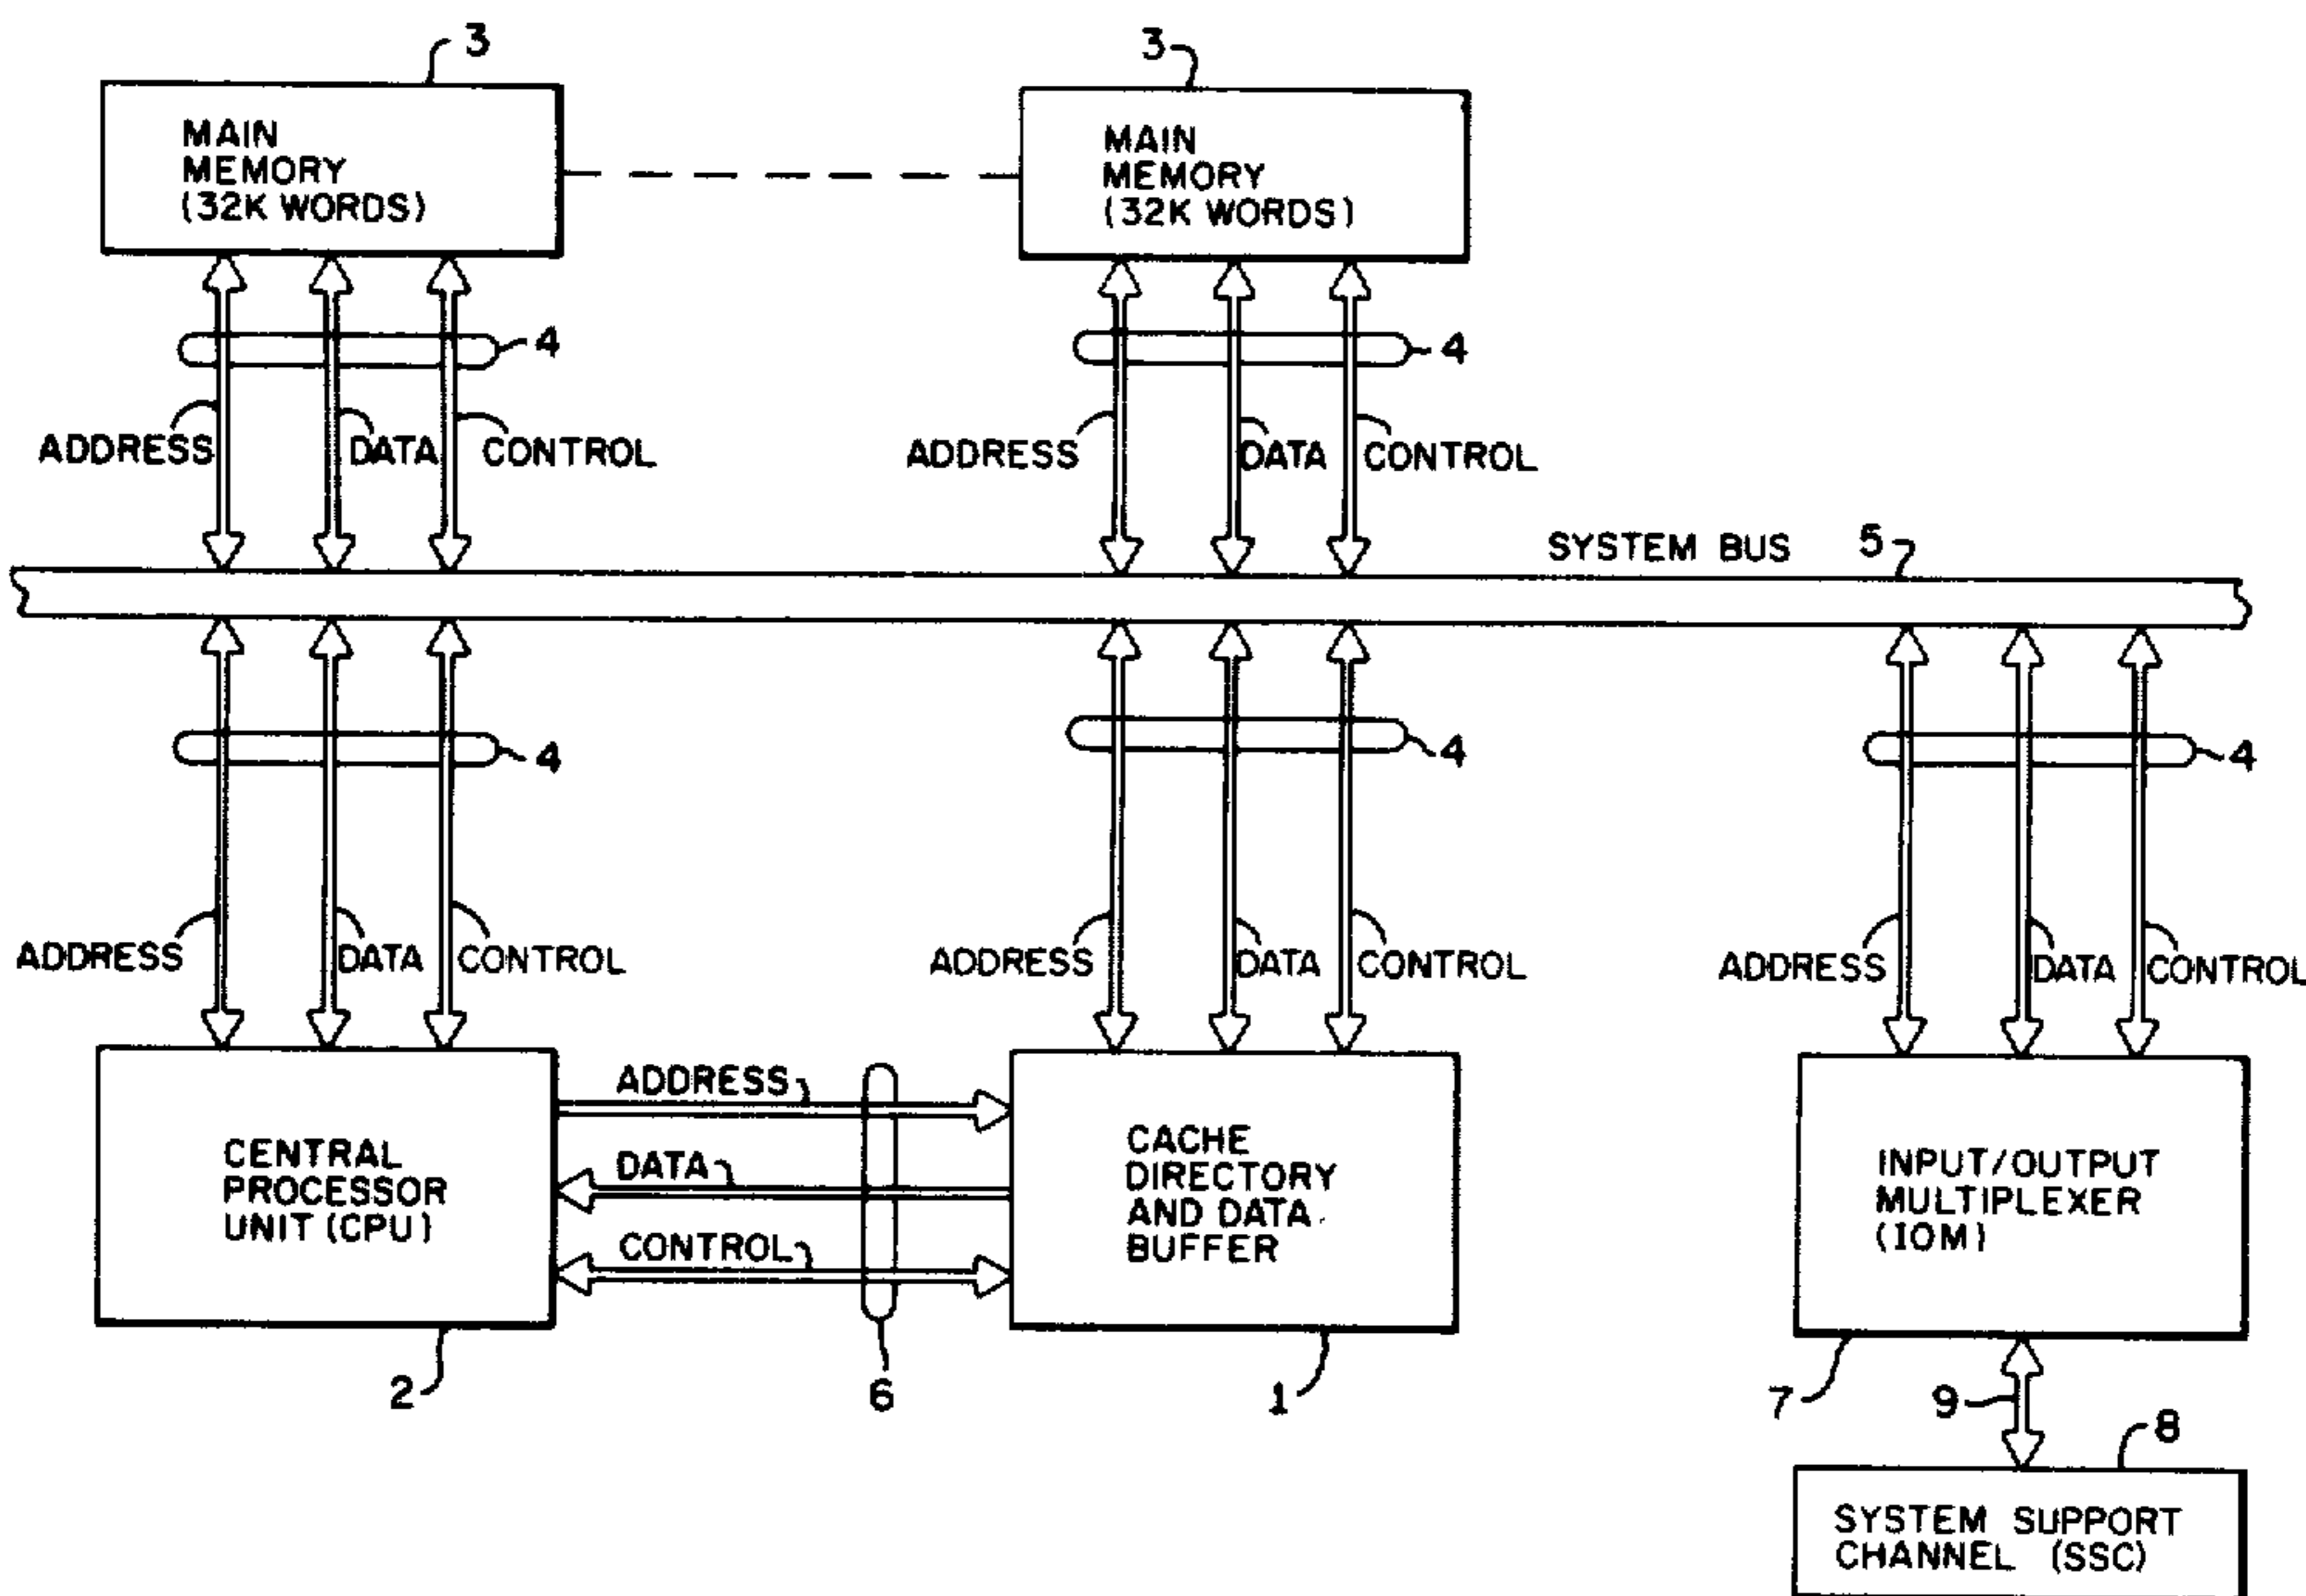 3
3
MAIN
MEMORY
(32K WORDS)
MAIN
MEMORY
(32K WORDS)
4
4
ADDRESS
DATA
CONTROL
ADDRESS
DATA
CONTROL
SYSTEM BUS
5
4
4
4
ADDRESS
DATA
CONTROL
ADDRESS
DATA
CONTROL
ADDRESS
DATA
CONTROL
CENTRAL
PROCESSOR
UNIT (CPU)
ADDRESS
DATA
CONTROL
CACHE
DIRECTORY
AND DATA
BUFFER
INPUT/OUTPUT
MULTIPLEXER
(IOM)
2
6
1
7
9
8
SYSTEM SUPPORT
CHANNEL (SSC)